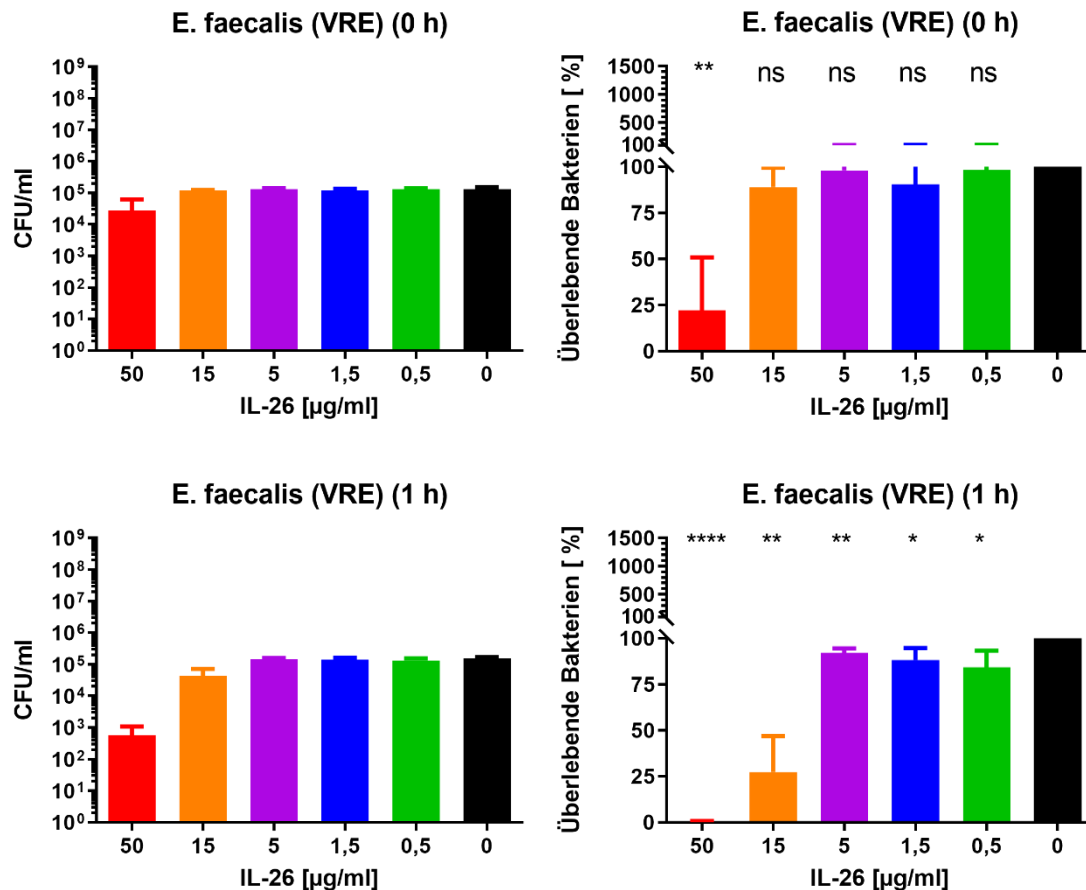 E. faecalis (VRE) (0 h)
CFU/ml
10⁹
10⁸
10⁷
10⁶
10⁵
10⁴
10³
10²
10¹
10⁰
50 15 5 1,5 0,5 0
IL-26 [µg/ml]
E. faecalis (VRE) (0 h)
Überlebende Bakterien [ %]
** ns ns ns ns
1500
1000
500
100
100
75
50
25
0
50 15 5 1,5 0,5 0
IL-26 [µg/ml]
E. faecalis (VRE) (1 h)
CFU/ml
10⁹
10⁸
10⁷
10⁶
10⁵
10⁴
10³
10²
10¹
10⁰
50 15 5 1,5 0,5 0
IL-26 [µg/ml]
E. faecalis (VRE) (1 h)
Überlebende Bakterien [ %]
**** ** ** * *
1500
1000
500
100
100
75
50
25
0
50 15 5 1,5 0,5 0
IL-26 [µg/ml]